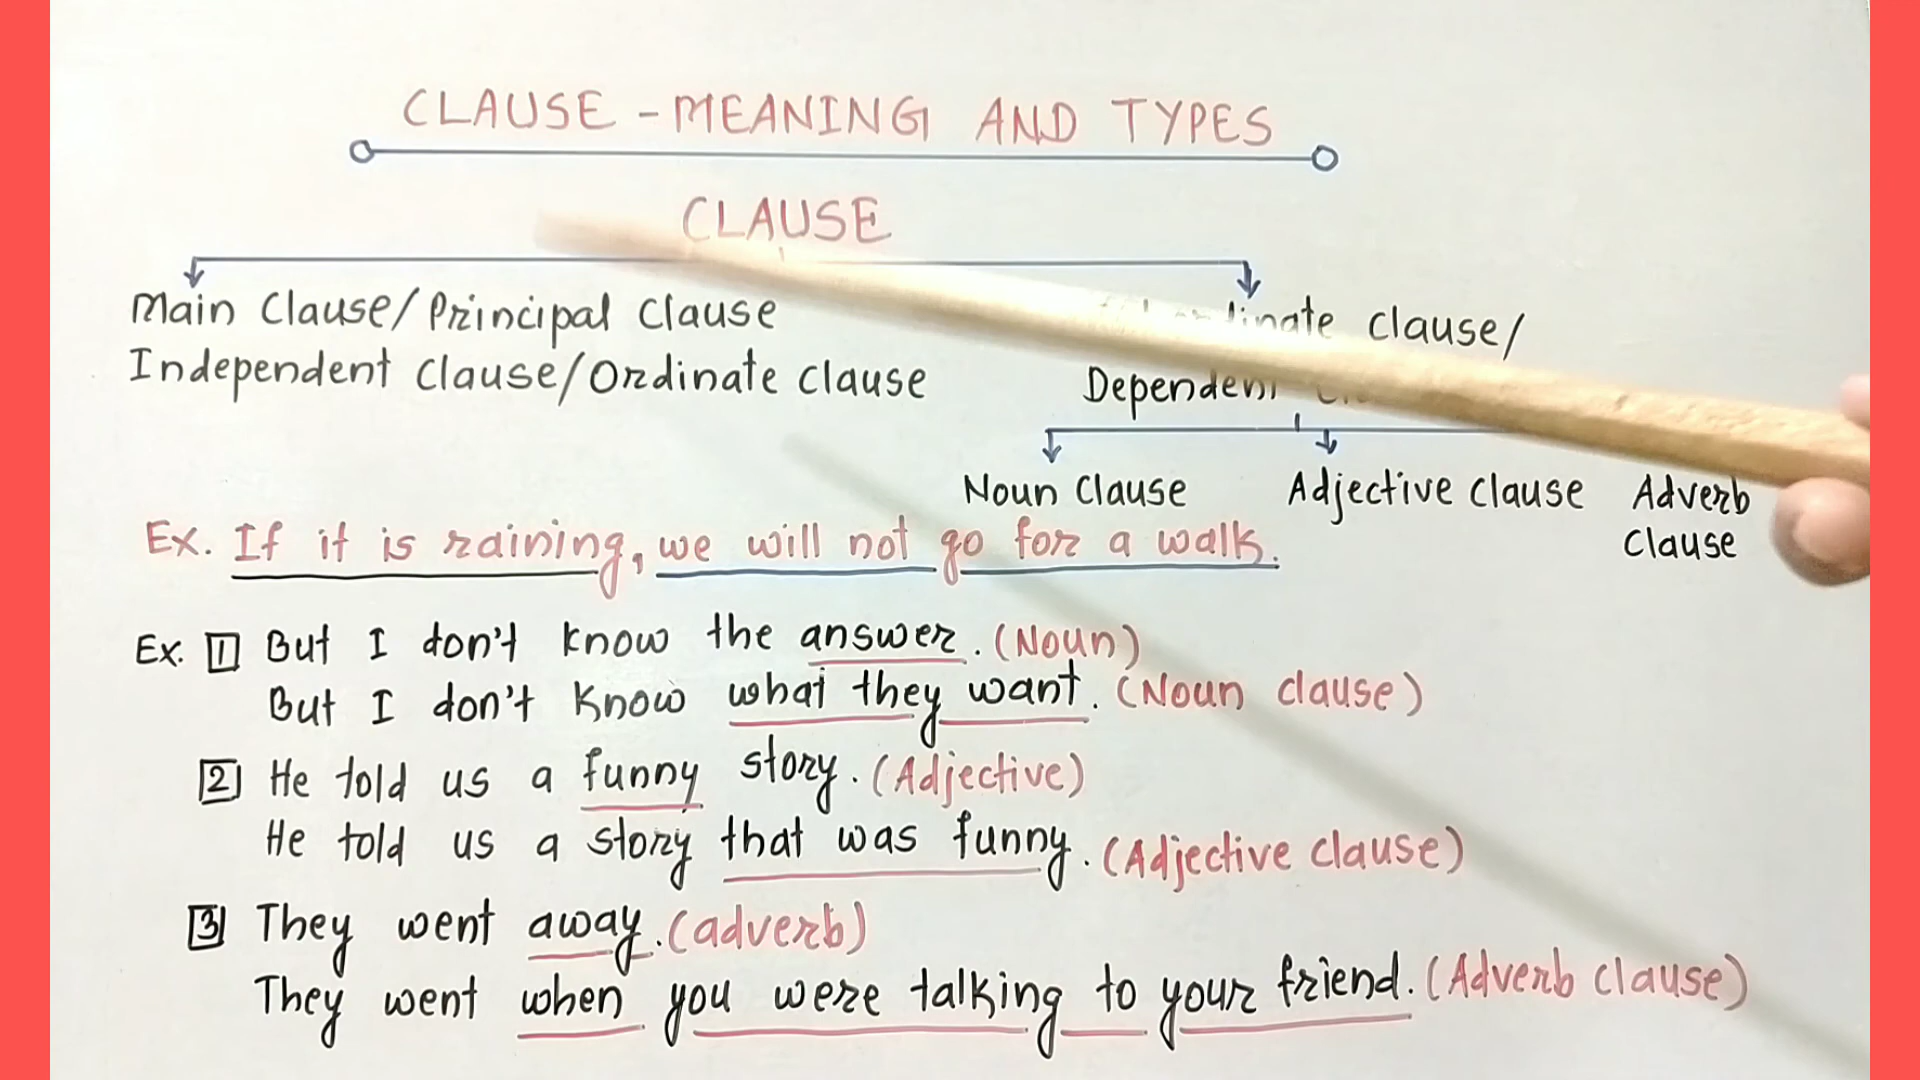 CLAUSE - MEANING AND TYPES
CLAUSE
Main Clause/Principal Clause
Independent Clause/Ordinate clause
clause/
Dependent
Noun Clause
Adjective clause
Adverb
clause
Ex. If it is raining, we will not go for a walk.
Ex. 1 But I don't know the answer. (Noun)
But I don't know what they want. (Noun clause)
2 He told us a funny story. (Adjective)
He told us a story that was funny. (Adjective clause)
3 They went away. (adverb)
They went when you were talking to your friend. (Adverb clause)